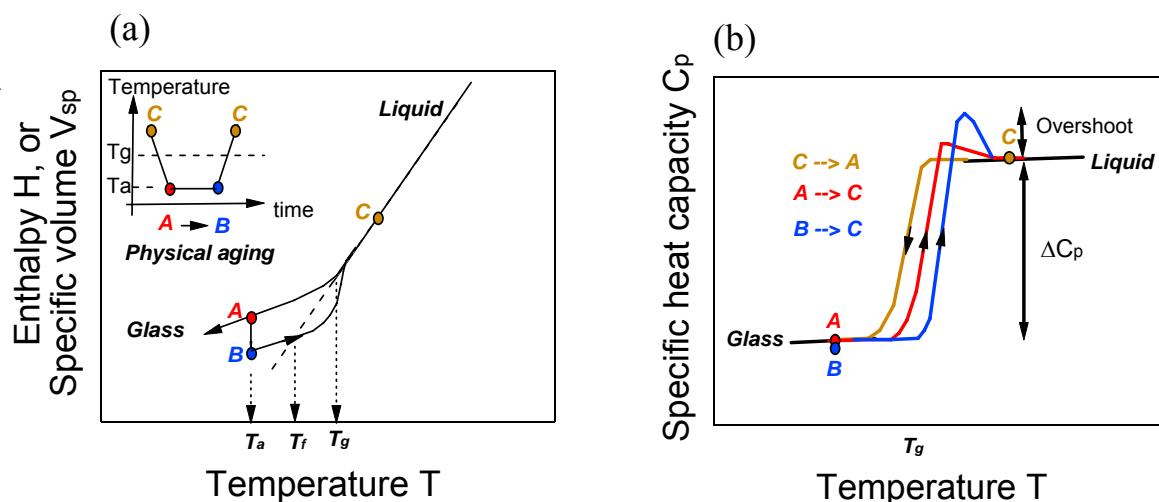 (a)
Enthalpy H, or
Specific volume Vsp
Temperature
C C
Tg
Ta
time
A B
Physical aging
Liquid
C
A
Glass
B
Ta Tf Tg
Temperature T
(b)
Specific heat capacity Cp
C --> A
A --> C
B --> C
Overshoot
C
Liquid
ΔCp
A
Glass
B
Tg
Temperature T